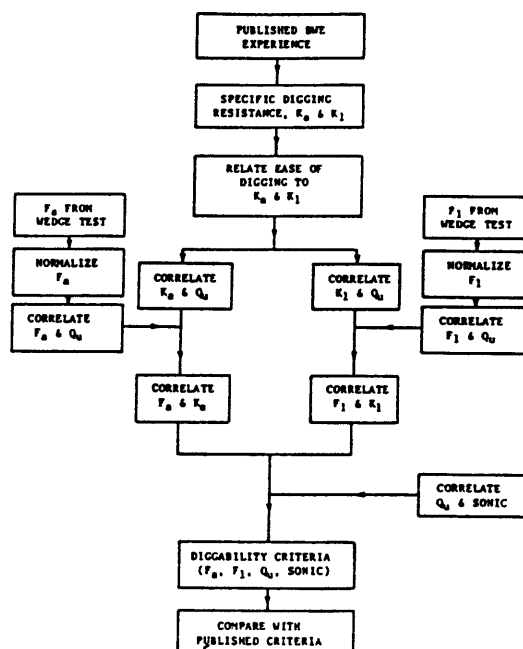 PUBLISHED BWE
EXPERIENCE
SPECIFIC DIGGING
RESISTANCE, Ka & Kl
RELATE EASE OF
DIGGING TO
Ka & Kl
Fa FROM
WEDGE TEST
Fl FROM
WEDGE TEST
NORMALIZE
Fa
CORRELATE
Ka & Qu
CORRELATE
Kl & Qu
NORMALIZE
Fl
CORRELATE
Fa & Qu
CORRELATE
Fl & Qu
CORRELATE
Fa & Ka
CORRELATE
Fl & Kl
CORRELATE
Qu & SONIC
DIGGABILITY CRITERIA
(Fa, Fl, Qu, SONIC)
COMPARE WITH
PUBLISHED CRITERIA